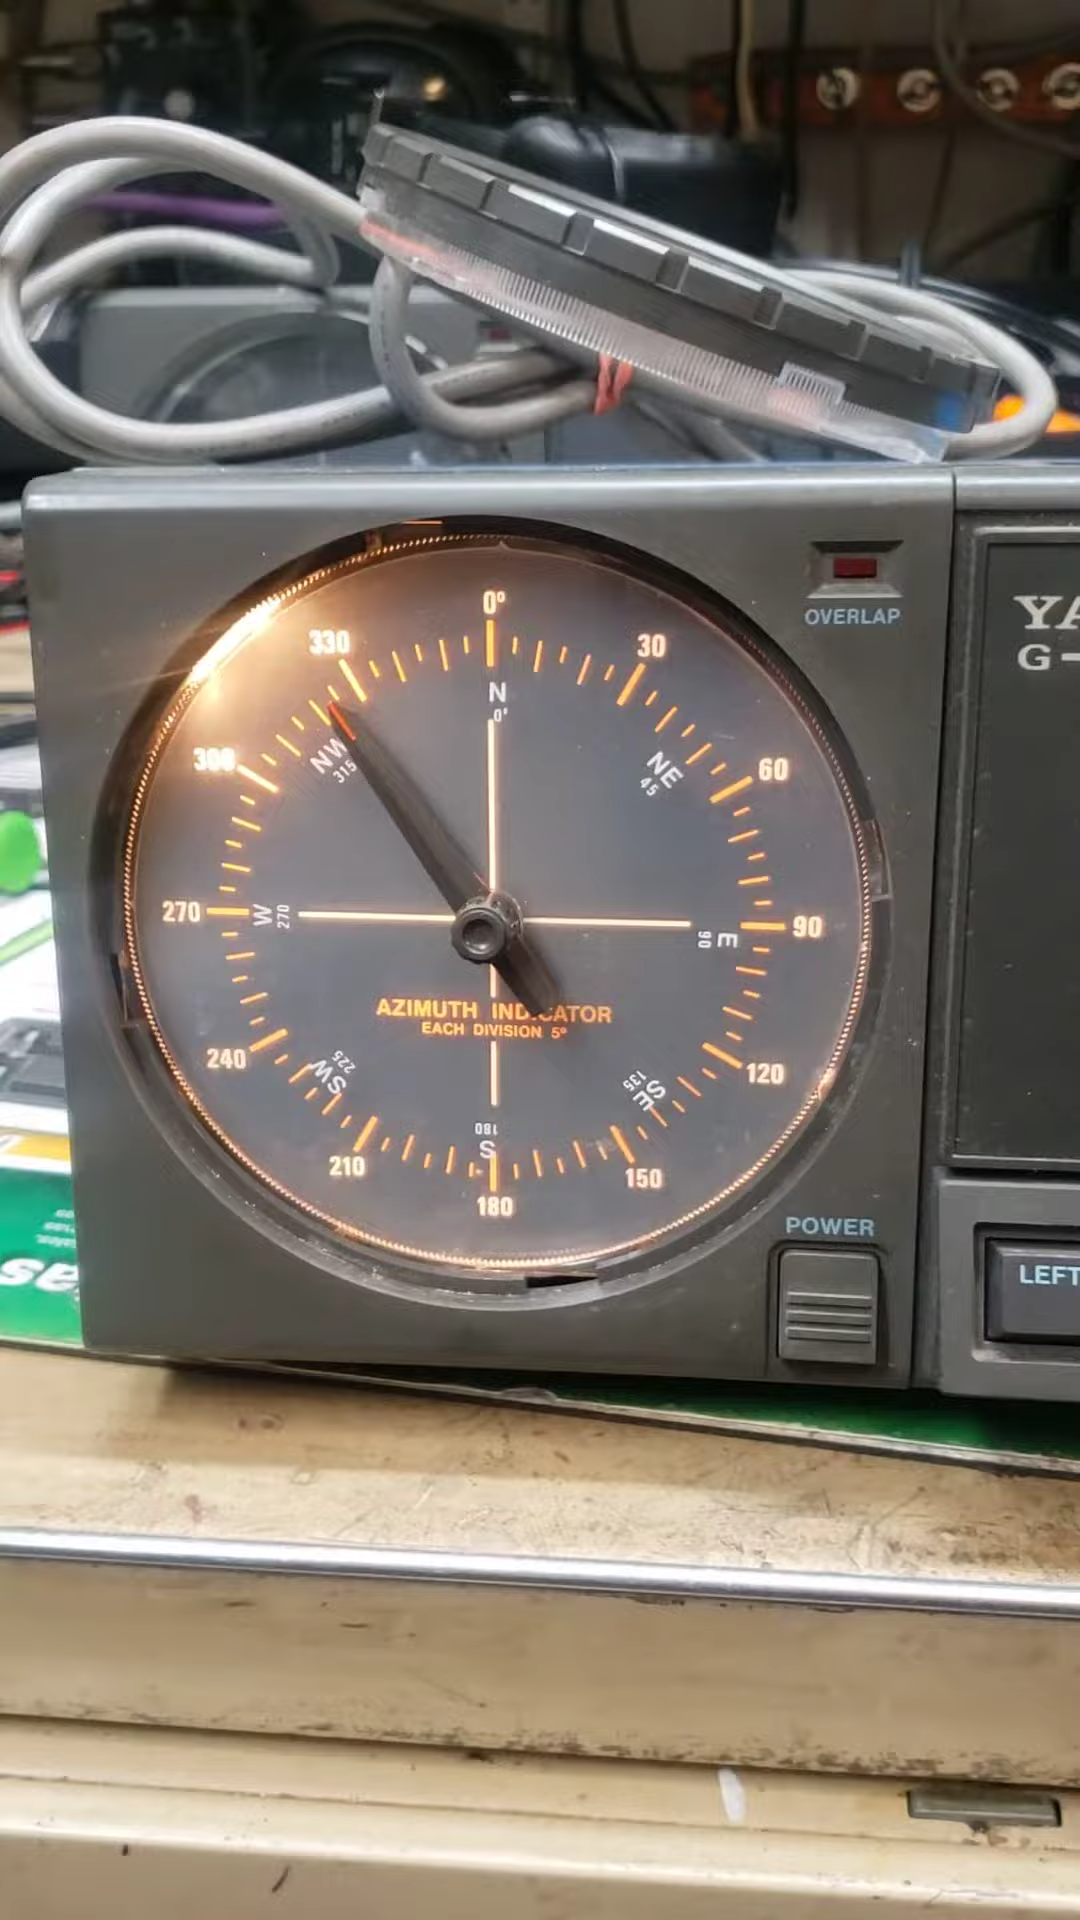 OVERLAP
YA
G-
0°
330
30
N
0°
300
NW
315
NE
45
60
270
W
270
90
E
90
AZIMUTH INDICATOR
EACH DIVISION 5°
240
SW
225
SE
135
120
180
S
210
150
180
POWER
LEFT